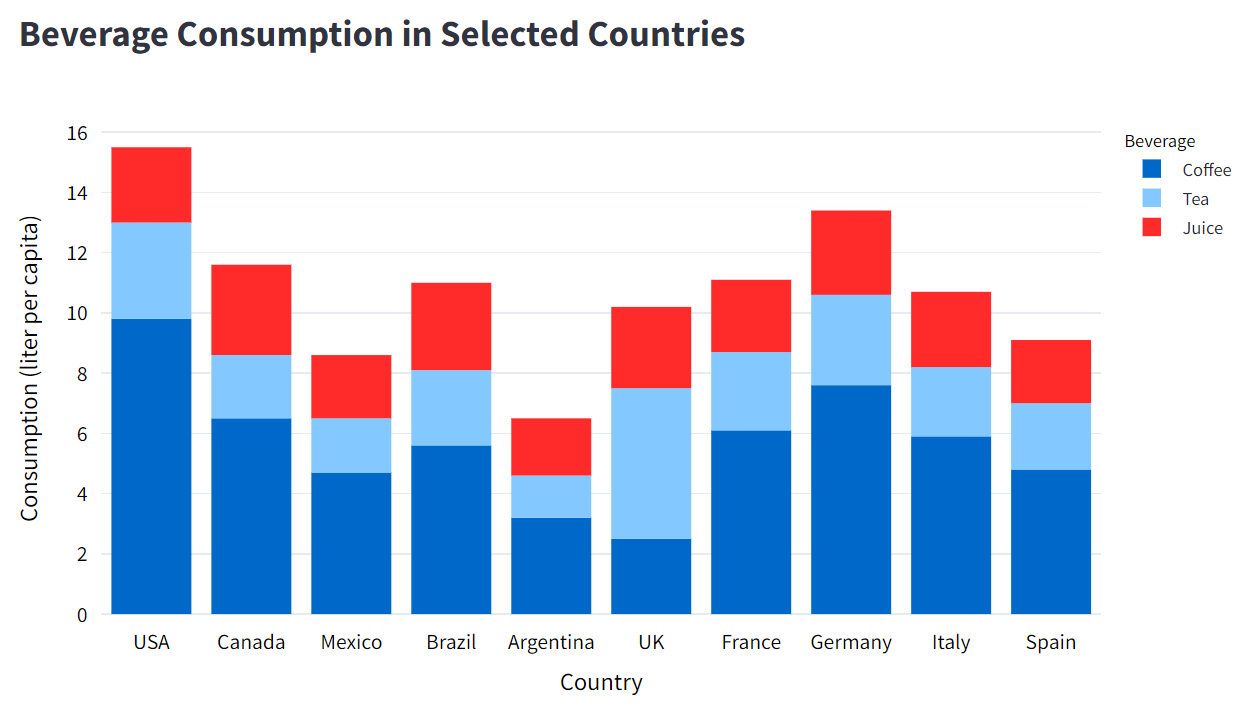 Beverage Consumption in Selected Countries
Consumption (liter per capita)
16
14
12
10
8
6
4
2
0
USA Canada Mexico Brazil Argentina UK France Germany Italy Spain
Country
Beverage
Coffee
Tea
Juice